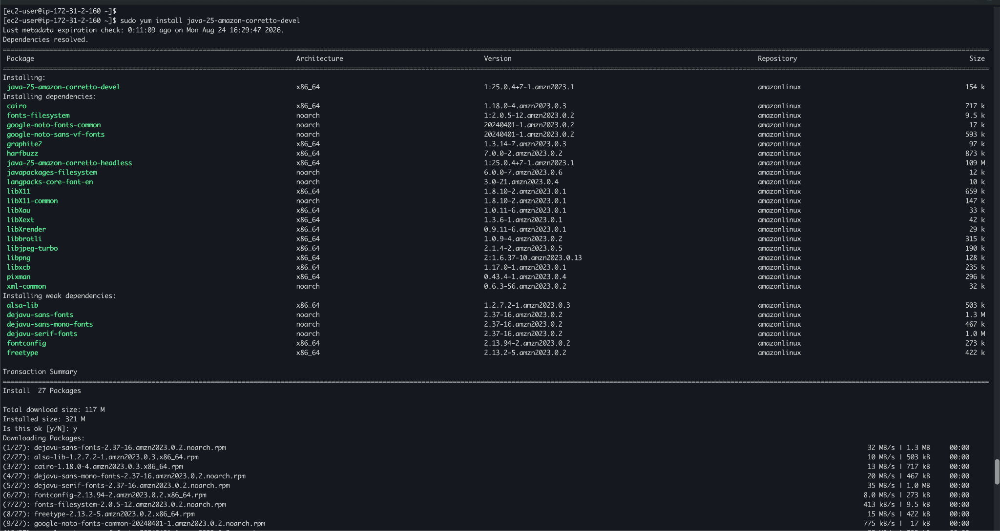 [ec2-user@ip-172-31-2-160 ~]$
[ec2-user@ip-172-31-2-160 ~]$ sudo yum install java-25-amazon-corretto-devel
Last metadata expiration check: 0:11:09 ago on Mon Aug 24 16:29:47 2026.
Dependencies resolved.
Package Architecture Version Repository Size
Installing:
java-25-amazon-corretto-devel x86_64 1:25.0.4+7-1.amzn2023.1 amazonlinux 154 k
Installing dependencies:
cairo x86_64 1.18.0-4.amzn2023.0.3 amazonlinux 717 k
fonts-filesystem noarch 1:2.0.5-12.amzn2023.0.2 amazonlinux 9.5 k
google-noto-fonts-common noarch 20240401-1.amzn2023.0.2 amazonlinux 17 k
google-noto-sans-vf-fonts noarch 20240401-1.amzn2023.0.2 amazonlinux 593 k
graphite2 x86_64 1.3.14-7.amzn2023.0.3 amazonlinux 97 k
harfbuzz x86_64 7.0.0-2.amzn2023.0.2 amazonlinux 873 k
java-25-amazon-corretto-headless x86_64 1:25.0.4+7-1.amzn2023.1 amazonlinux 109 M
javapackages-filesystem noarch 6.0.0-7.amzn2023.0.6 amazonlinux 12 k
langpacks-core-font-en noarch 3.0-21.amzn2023.0.4 amazonlinux 10 k
libX11 x86_64 1.8.10-2.amzn2023.0.1 amazonlinux 659 k
libX11-common noarch 1.8.10-2.amzn2023.0.1 amazonlinux 147 k
libXau x86_64 1.0.11-6.amzn2023.0.1 amazonlinux 33 k
libXext x86_64 1.3.6-1.amzn2023.0.1 amazonlinux 42 k
libXrender x86_64 0.9.11-6.amzn2023.0.1 amazonlinux 29 k
libbrotli x86_64 1.0.9-4.amzn2023.0.2 amazonlinux 315 k
libjpeg-turbo x86_64 2.1.4-2.amzn2023.0.5 amazonlinux 190 k
libpng x86_64 2:1.6.37-10.amzn2023.0.13 amazonlinux 128 k
libxcb x86_64 1.17.0-1.amzn2023.0.1 amazonlinux 235 k
pixman x86_64 0.43.4-1.amzn2023.0.4 amazonlinux 296 k
xml-common noarch 0.6.3-56.amzn2023.0.2 amazonlinux 32 k
Installing weak dependencies:
alsa-lib x86_64 1.2.7.2-1.amzn2023.0.3 amazonlinux 503 k
dejavu-sans-fonts noarch 2.37-16.amzn2023.0.2 amazonlinux 1.3 M
dejavu-sans-mono-fonts noarch 2.37-16.amzn2023.0.2 amazonlinux 467 k
dejavu-serif-fonts noarch 2.37-16.amzn2023.0.2 amazonlinux 1.0 M
fontconfig x86_64 2.13.94-2.amzn2023.0.2 amazonlinux 273 k
freetype x86_64 2.13.2-5.amzn2023.0.2 amazonlinux 422 k
Transaction Summary
Install 27 Packages
Total download size: 117 M
Installed size: 321 M
Is this ok [y/N]: y
Downloading Packages:
(1/27): dejavu-sans-fonts-2.37-16.amzn2023.0.2.noarch.rpm 32 MB/s | 1.3 MB 00:00
(2/27): alsa-lib-1.2.7.2-1.amzn2023.0.3.x86_64.rpm 10 MB/s | 503 kB 00:00
(3/27): cairo-1.18.0-4.amzn2023.0.3.x86_64.rpm 13 MB/s | 717 kB 00:00
(4/27): dejavu-sans-mono-fonts-2.37-16.amzn2023.0.2.noarch.rpm 20 MB/s | 467 kB 00:00
(5/27): dejavu-serif-fonts-2.37-16.amzn2023.0.2.noarch.rpm 35 MB/s | 1.0 MB 00:00
(6/27): fontconfig-2.13.94-2.amzn2023.0.2.x86_64.rpm 8.0 MB/s | 273 kB 00:00
(7/27): fonts-filesystem-2.0.5-12.amzn2023.0.2.noarch.rpm 413 kB/s | 9.5 kB 00:00
(8/27): freetype-2.13.2-5.amzn2023.0.2.x86_64.rpm 15 MB/s | 422 kB 00:00
(9/27): google-noto-fonts-common-20240401-1.amzn2023.0.2.noarch.rpm 775 kB/s | 17 kB 00:00